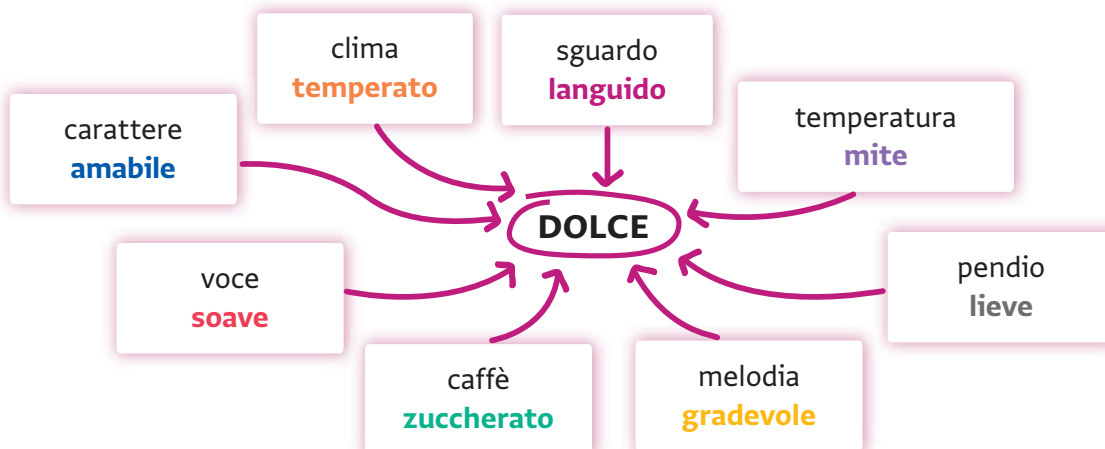 clima
temperato
sguardo
languido
carattere
amabile
temperatura
mite
DOLCE
voce
soave
pendio
lieve
caffè
zuccherato
melodia
gradevole